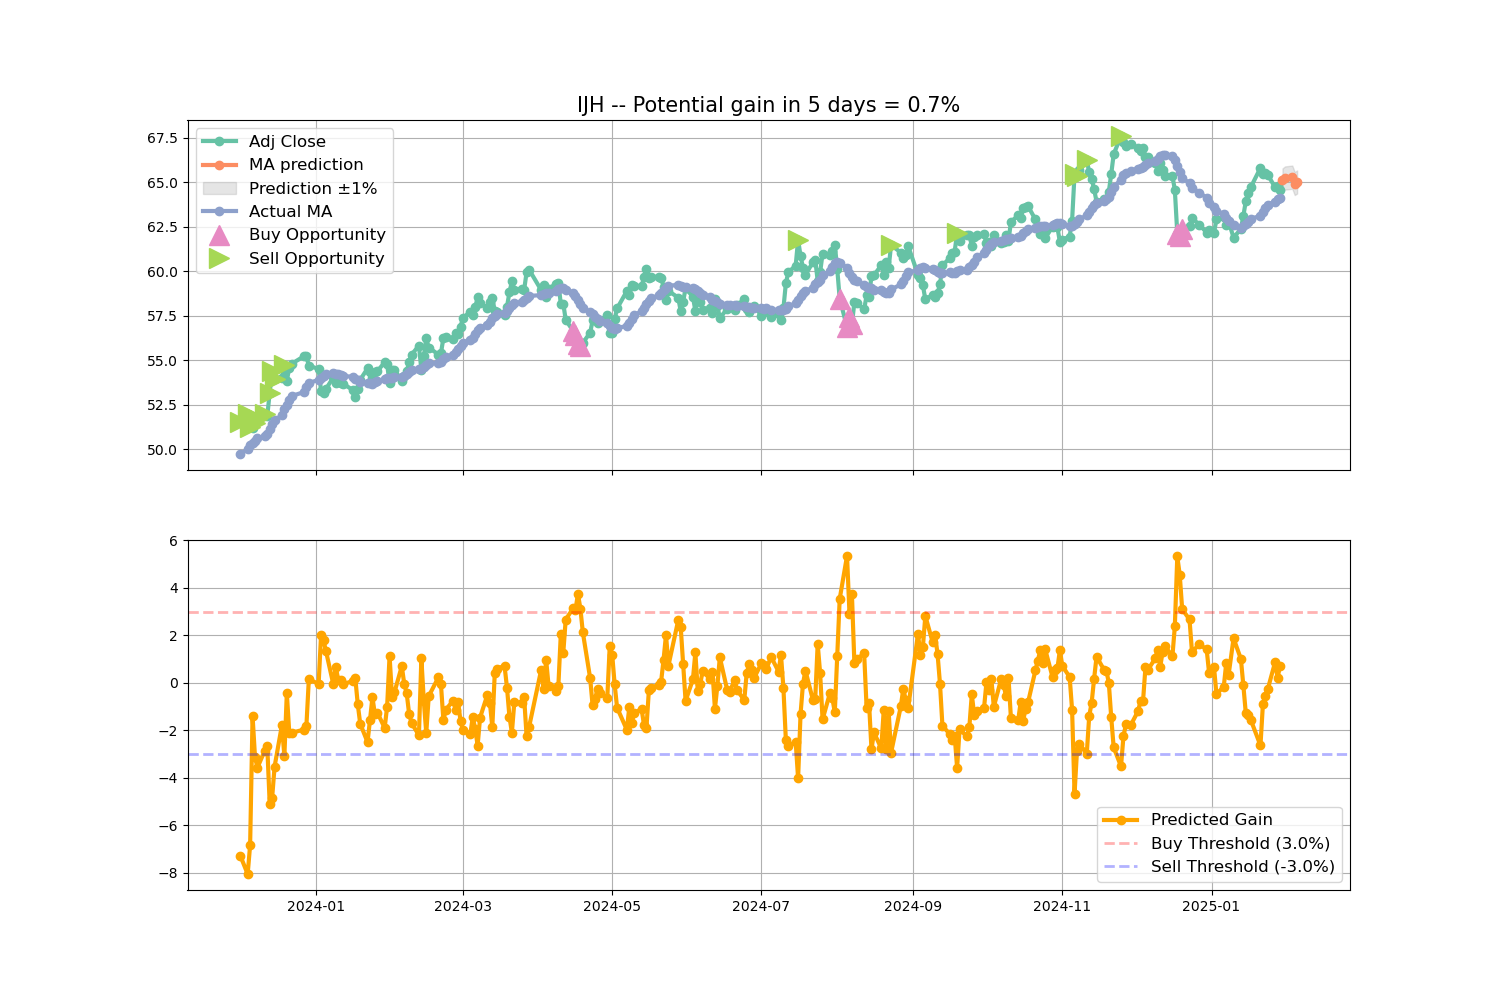 IJH -- Potential gain in 5 days = 0.7%
67.5
65.0
62.5
60.0
57.5
55.0
52.5
50.0
Adj Close
MA prediction
Prediction ±1%
Actual MA
Buy Opportunity
Sell Opportunity
6
4
2
0
−2
−4
−6
−8
Predicted Gain
Buy Threshold (3.0%)
Sell Threshold (-3.0%)
2024-01
2024-03
2024-05
2024-07
2024-09
2024-11
2025-01